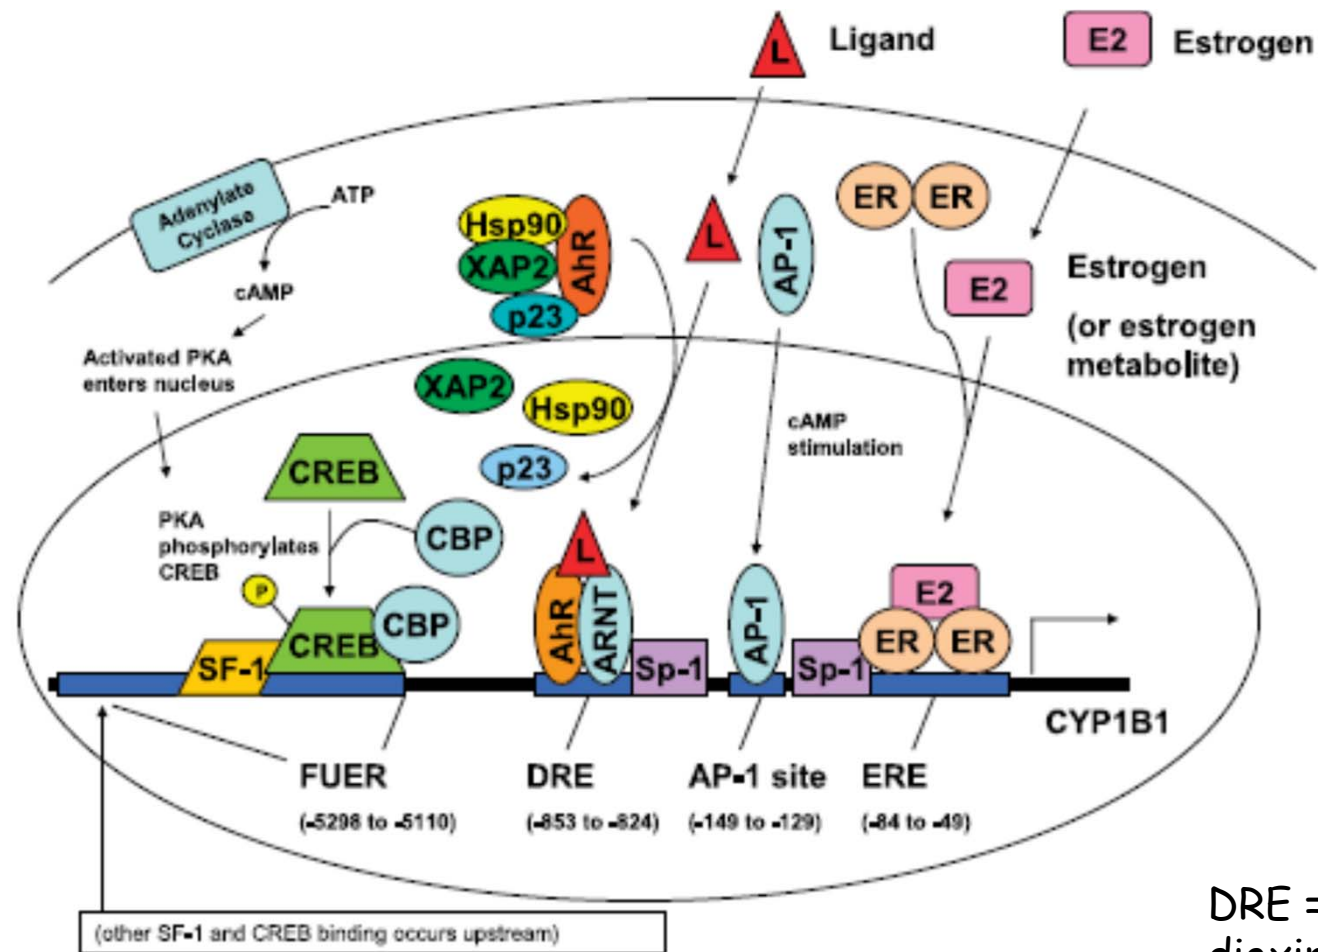 L
Ligand
E2
Estrogen
Adenylate
Cyclase
ATP
cAMP
Activated PKA
enters nucleus
Hsp90
XAP2
p23
AhR
L
AP-1
ER
ER
E2
Estrogen
(or estrogen
metabolite)
XAP2
Hsp90
p23
cAMP
stimulation
CREB
PKA
phosphorylates
CREB
CBP
P
SF-1
CREB
CBP
L
AhR
ARNT
Sp-1
AP-1
Sp-1
E2
ER
ER
CYP1B1
FUER
(-5298 to -5110)
DRE
(-853 to -824)
AP-1 site
(-149 to -129)
ERE
(-84 to -49)
(other SF-1 and CREB binding occurs upstream)
DRE =